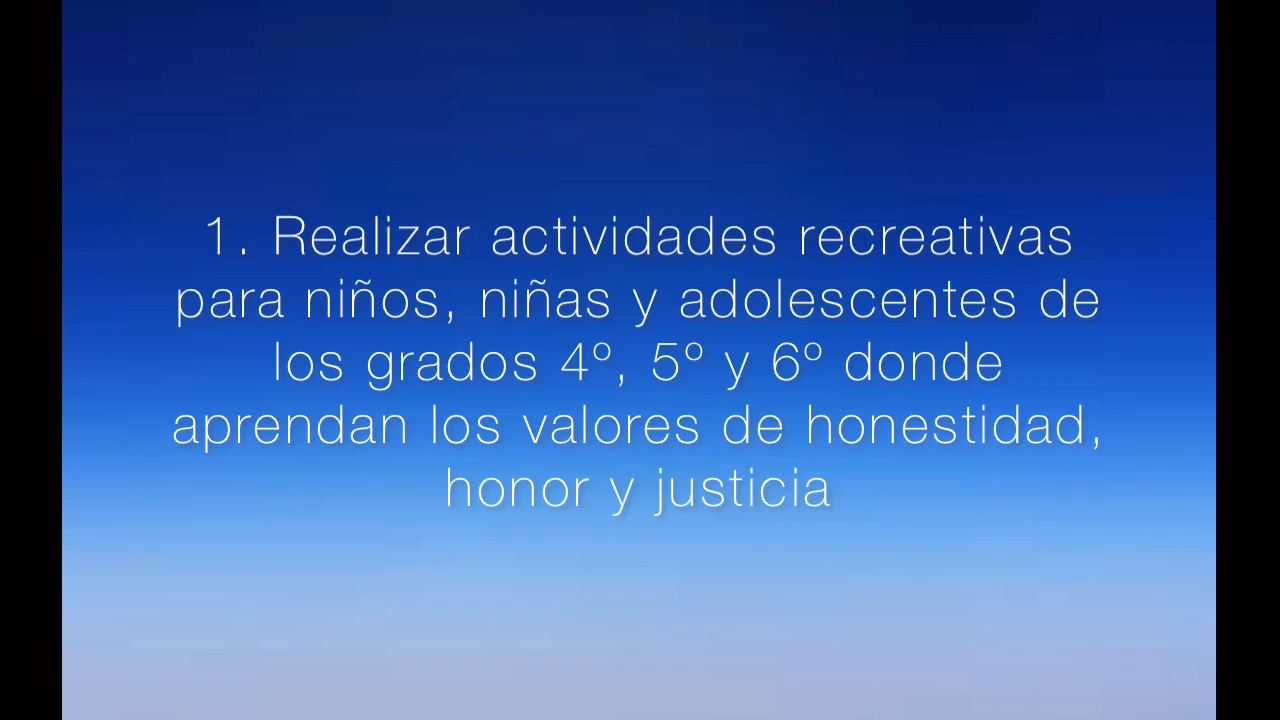 1. Realizar actividades recreativas
para niños, niñas y adolescentes de
los grados 4º, 5º y 6º donde
aprendan los valores de honestidad,
honor y justicia